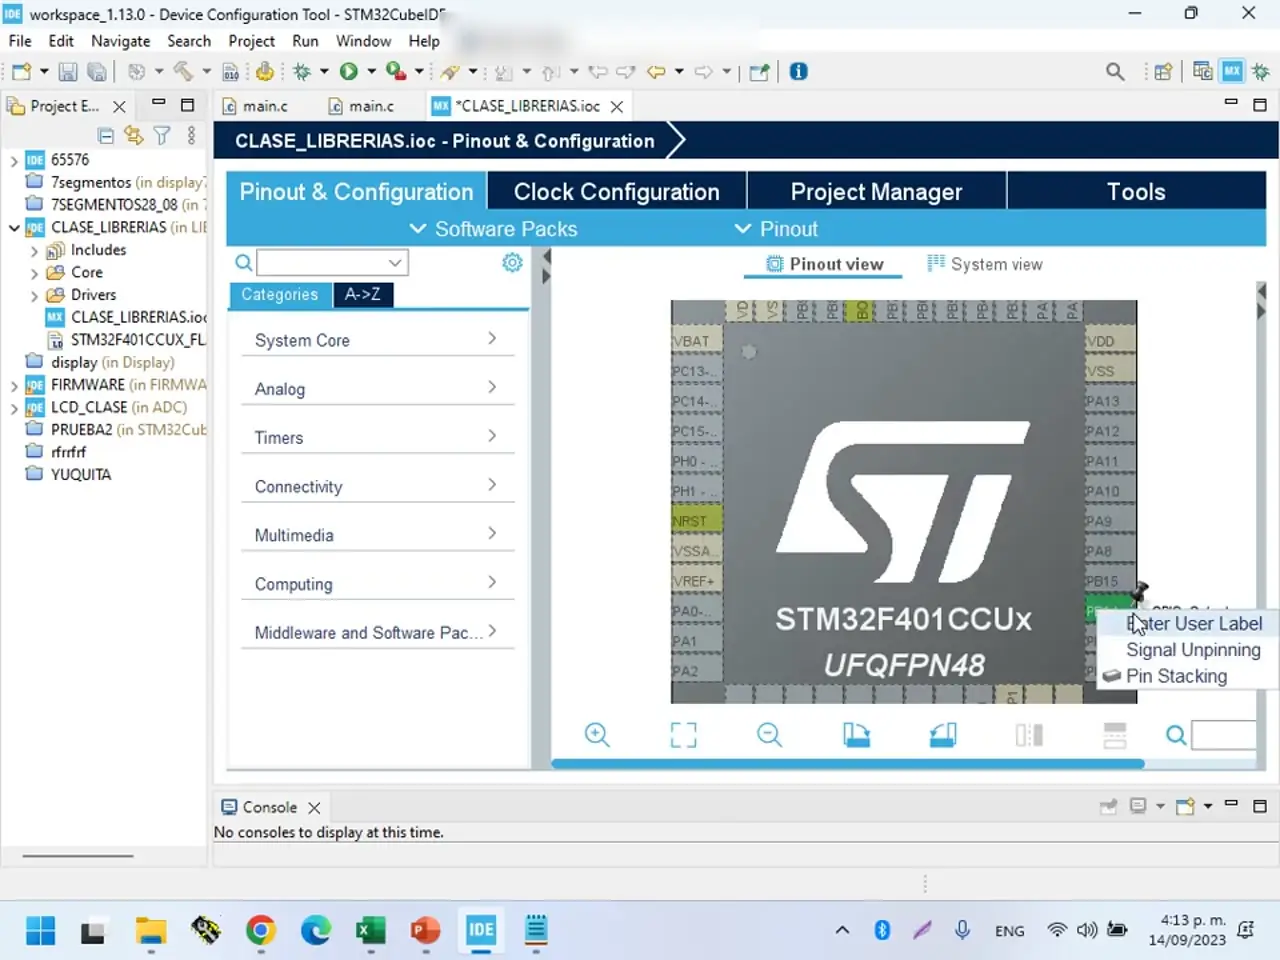 workspace_1.13.0 - Device Configuration Tool - STM32CubeIDE
File Edit Navigate Search Project Run Window Help
Project E...
main.c
main.c
*CLASE_LIBRERIAS.ioc
CLASE_LIBRERIAS.ioc - Pinout & Configuration
65576
7segmentos (in display7
7SEGMENTOS28_08 (in 7
CLASE_LIBRERIAS (in LIE
Includes
Core
Drivers
CLASE_LIBRERIAS.ioc
STM32F401CCUX_FL
display (in Display)
FIRMWARE (in FIRMWA
LCD_CLASE (in ADC)
PRUEBA2 (in STM32Cub
rfrrfrf
YUQUITA
Pinout & Configuration
Clock Configuration
Project Manager
Tools
Software Packs
Pinout
Pinout view
System view
Categories
A->Z
System Core
Analog
Timers
Connectivity
Multimedia
Computing
Middleware and Software Pac...
VBAT
PC13-..
PC14-..
PC15-..
PH0 - ..
PH1 - ..
NRST
VSSA..
VREF+
PA0-..
PA1
PA2
VDD
VSS
PA13
PA12
PA11
PA10
PA9
PA8
PB15
STM32F401CCUx
UFQFPN48
Enter User Label
Signal Unpinning
Pin Stacking
Console
No consoles to display at this time.
ENG
4:13 p. m.
14/09/2023